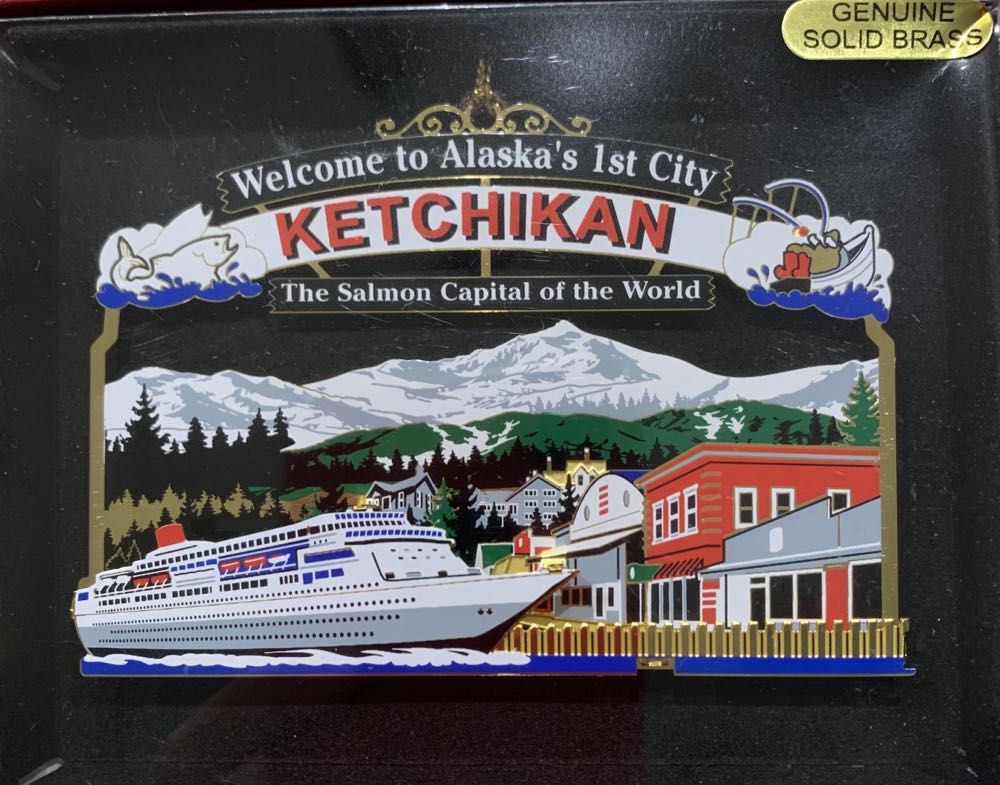 GENUINE
SOLID BRASS
Welcome to Alaska's 1st City
KETCHIKAN
The Salmon Capital of the World